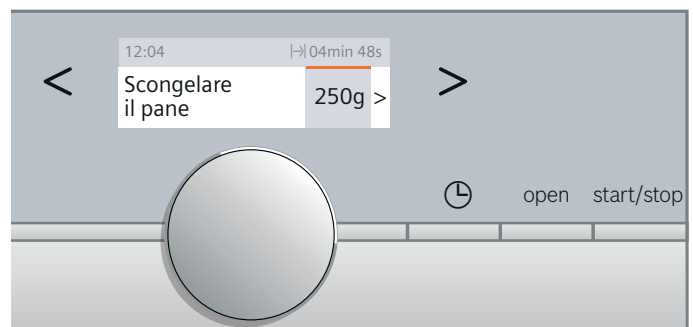 12:04 04min 48s
Scongelare
il pane
250g >
< >
open start/stop